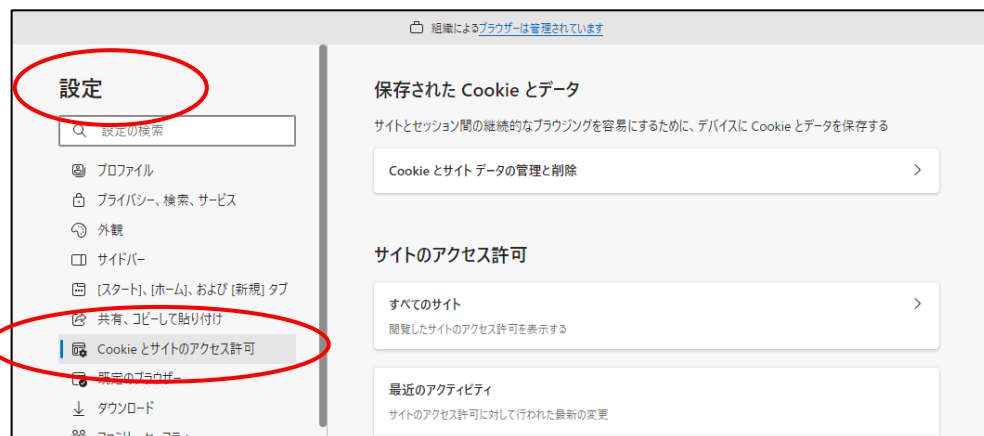 組織によるブラウザーは管理されています
設定
設定の検索
プロファイル
プライバシー、検索、サービス
外観
サイドバー
[スタート]、[ホーム]、および [新規] タブ
共有、コピーして貼り付け
Cookie とサイトのアクセス許可
既定のブラウザー
ダウンロード
保存された Cookie とデータ
サイトとセッション間の継続的なブラウジングを容易にするために、デバイスに Cookie とデータを保存する
Cookie とサイト データの管理と削除
サイトのアクセス許可
すべてのサイト
閲覧したサイトのアクセス許可を表示する
最近のアクティビティ
サイトのアクセス許可に対して行われた最新の変更